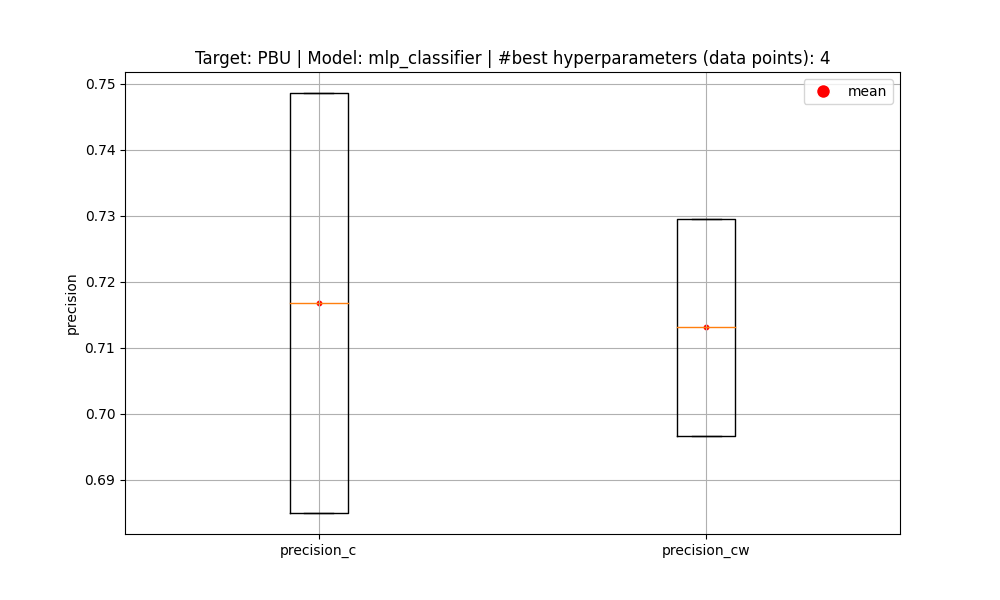 Target: PBU | Model: mlp_classifier | #best hyperparameters (data points): 4
mean
0.75
0.74
0.73
0.72
0.71
0.70
0.69
precision
precision_c
precision_cw